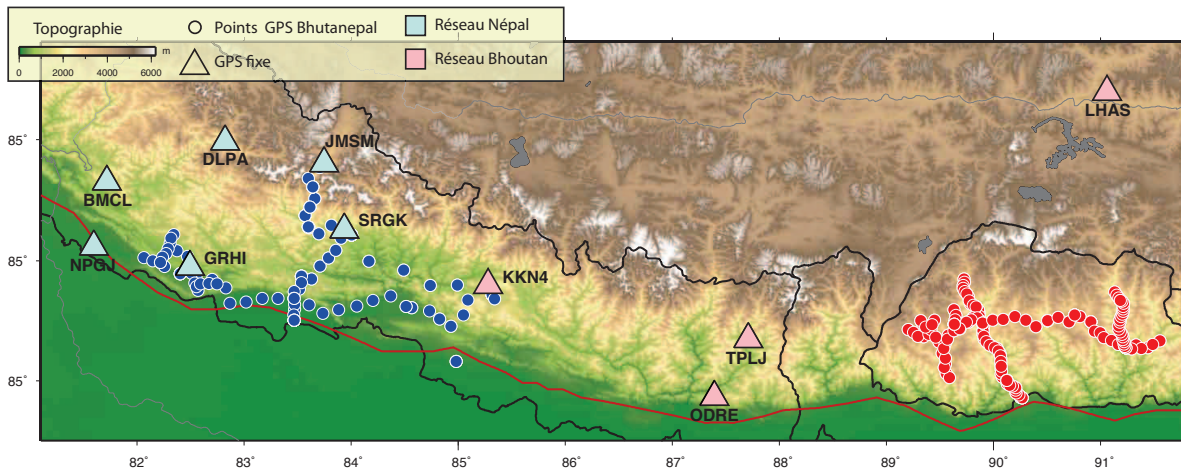 Topographie
m
0 2000 4000 6000
Points GPS Bhutanepal
GPS fixe
Réseau Népal
Réseau Bhoutan
LHAS
85°
JMSM
DLPA
BMCL
SRGK
NPGJ
GRHI
85°
KKN4
TPLJ
85°
ODRE
82° 83° 84° 85° 86° 87° 88° 89° 90° 91°